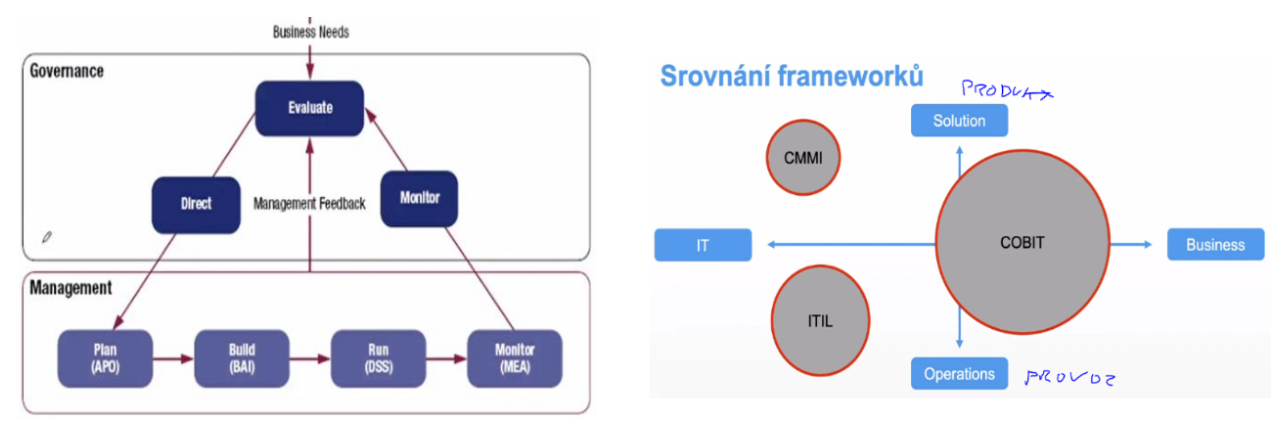 Business Needs
Governance
Evaluate
Direct
Management Feedback
Monitor
Management
Plan
(APO)
Build
(BAI)
Run
(DSS)
Monitor
(MEA)
Srovnání frameworků
PRODUKT
Solution
CMMI
IT
COBIT
Business
ITIL
Operations
PROVOZ